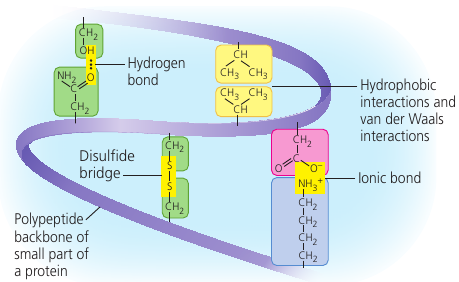 CH2
OH
NH2
C
O
CH2
Hydrogen
bond
CH
CH3 CH3
CH3 CH3
CH
Hydrophobic
interactions and
van der Waals
interactions
Disulfide
bridge
CH2
S
S
CH2
CH2
C
O O−
NH3+
CH2
CH2
CH2
CH2
Ionic bond
Polypeptide
backbone of
small part of
a protein